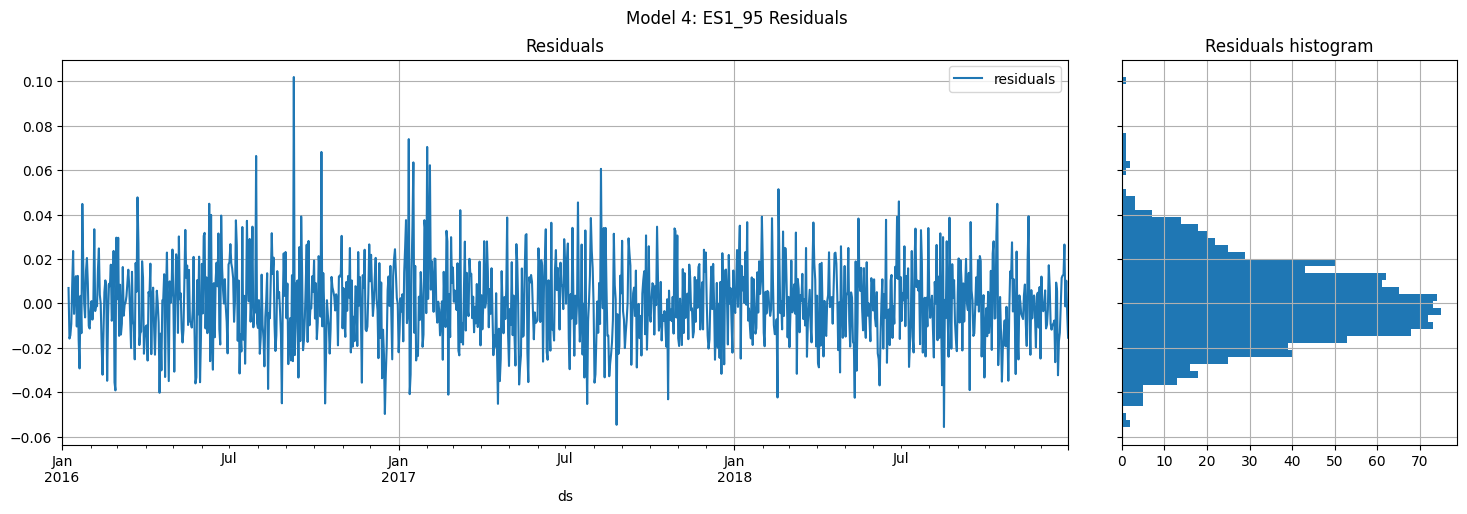 Model 4: ES1_95 Residuals
Residuals
residuals
0.10
0.08
0.06
0.04
0.02
0.00
−0.02
−0.04
−0.06
Jan
2016
Jul
Jan
2017
Jul
Jan
2018
Jul
ds
Residuals histogram
0 10 20 30 40 50 60 70